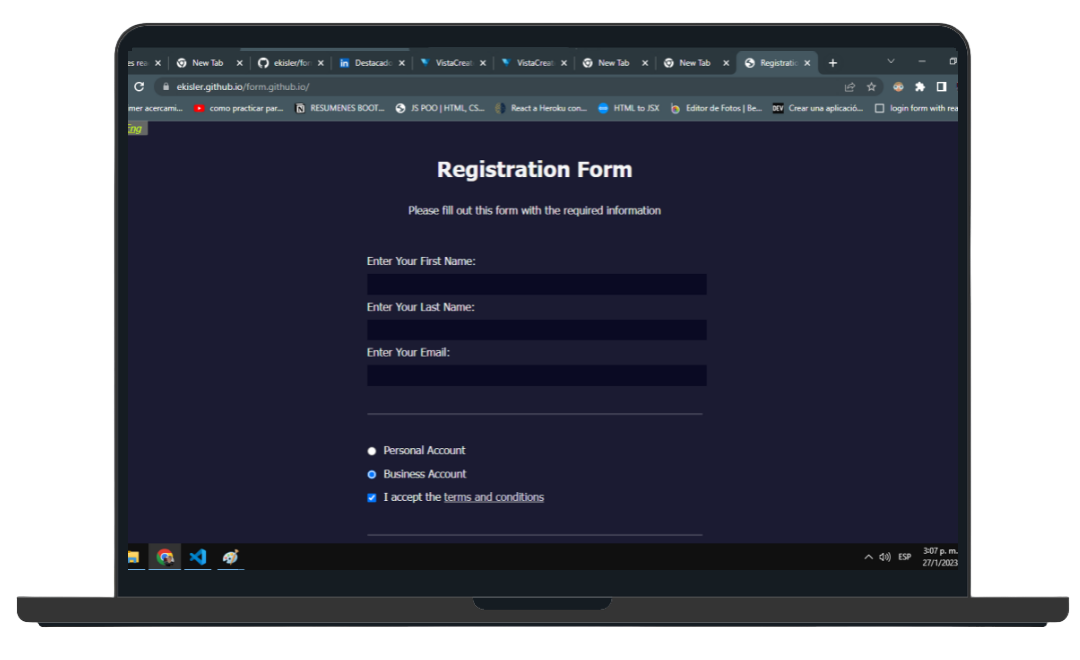 es rea New Tab ekisler/for Destacado VistaCreat VistaCreat New Tab New Tab Registratic
ekisler.github.io/form.github.io/
mer acercami... como practicar par... RESUMENES BOOT... JS POO | HTML, CS... React a Heroku con... HTML to JSX Editor de Fotos | Be... DEV Crear una aplicació... login form with rea
Eng
Registration Form
Please fill out this form with the required information
Enter Your First Name:
Enter Your Last Name:
Enter Your Email:
Personal Account
Business Account
I accept the terms and conditions
ESP 3:07 p. m.
27/1/2023